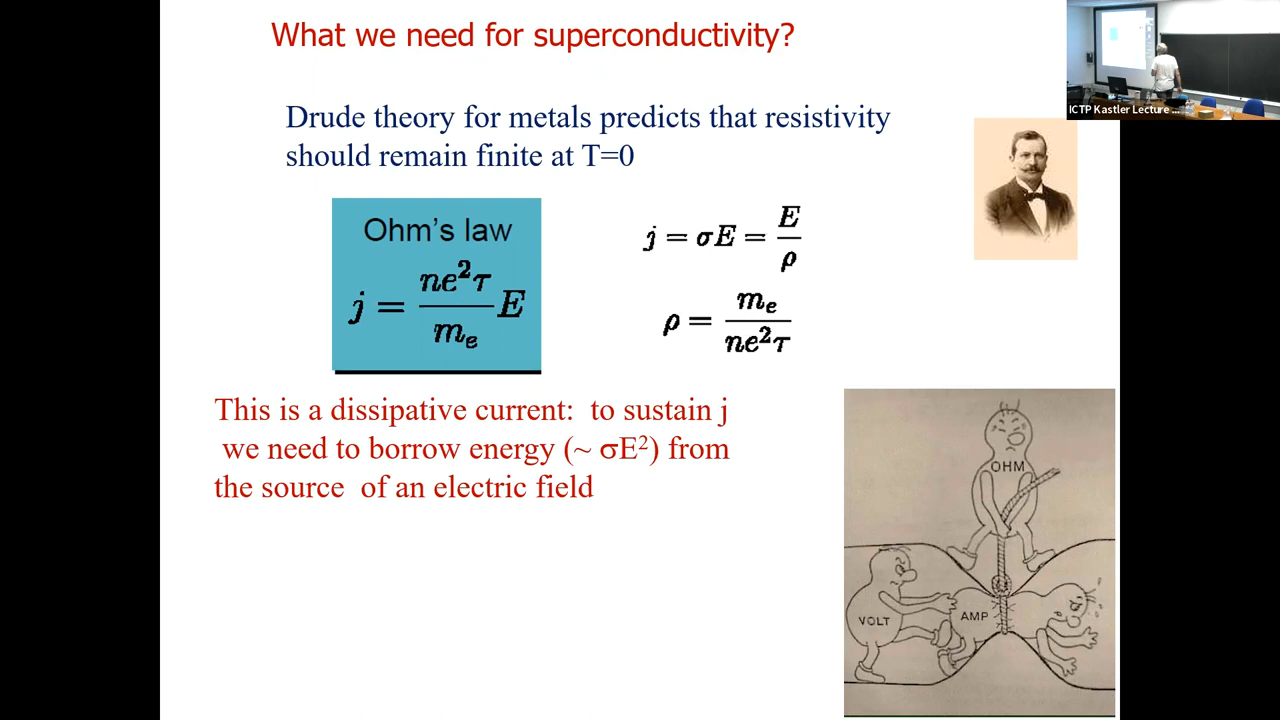 What we need for superconductivity?
ICTP Kastler Lecture ...
Drude theory for metals predicts that resistivity
should remain finite at T=0
Ohm's law
j = ne²τ/mₑ E
j = σE = E/ρ
ρ = mₑ/ne²τ
This is a dissipative current: to sustain j
we need to borrow energy (~ σE²) from
the source of an electric field
OHM
VOLT
AMP